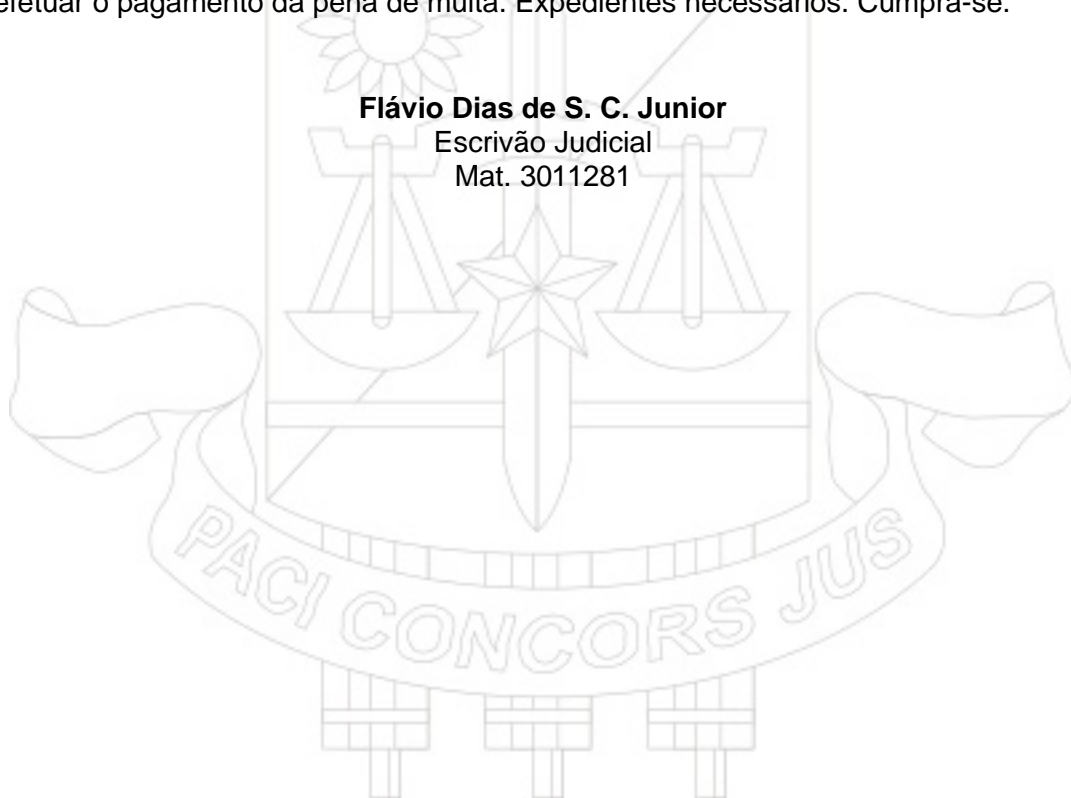 efetuar o pagamento da pena de multa. Expedientes necessários. Cumpra-se.
Flávio Dias de S. C. Junior
Escrivão Judicial
Mat. 3011281
PACI CONCORS JUS